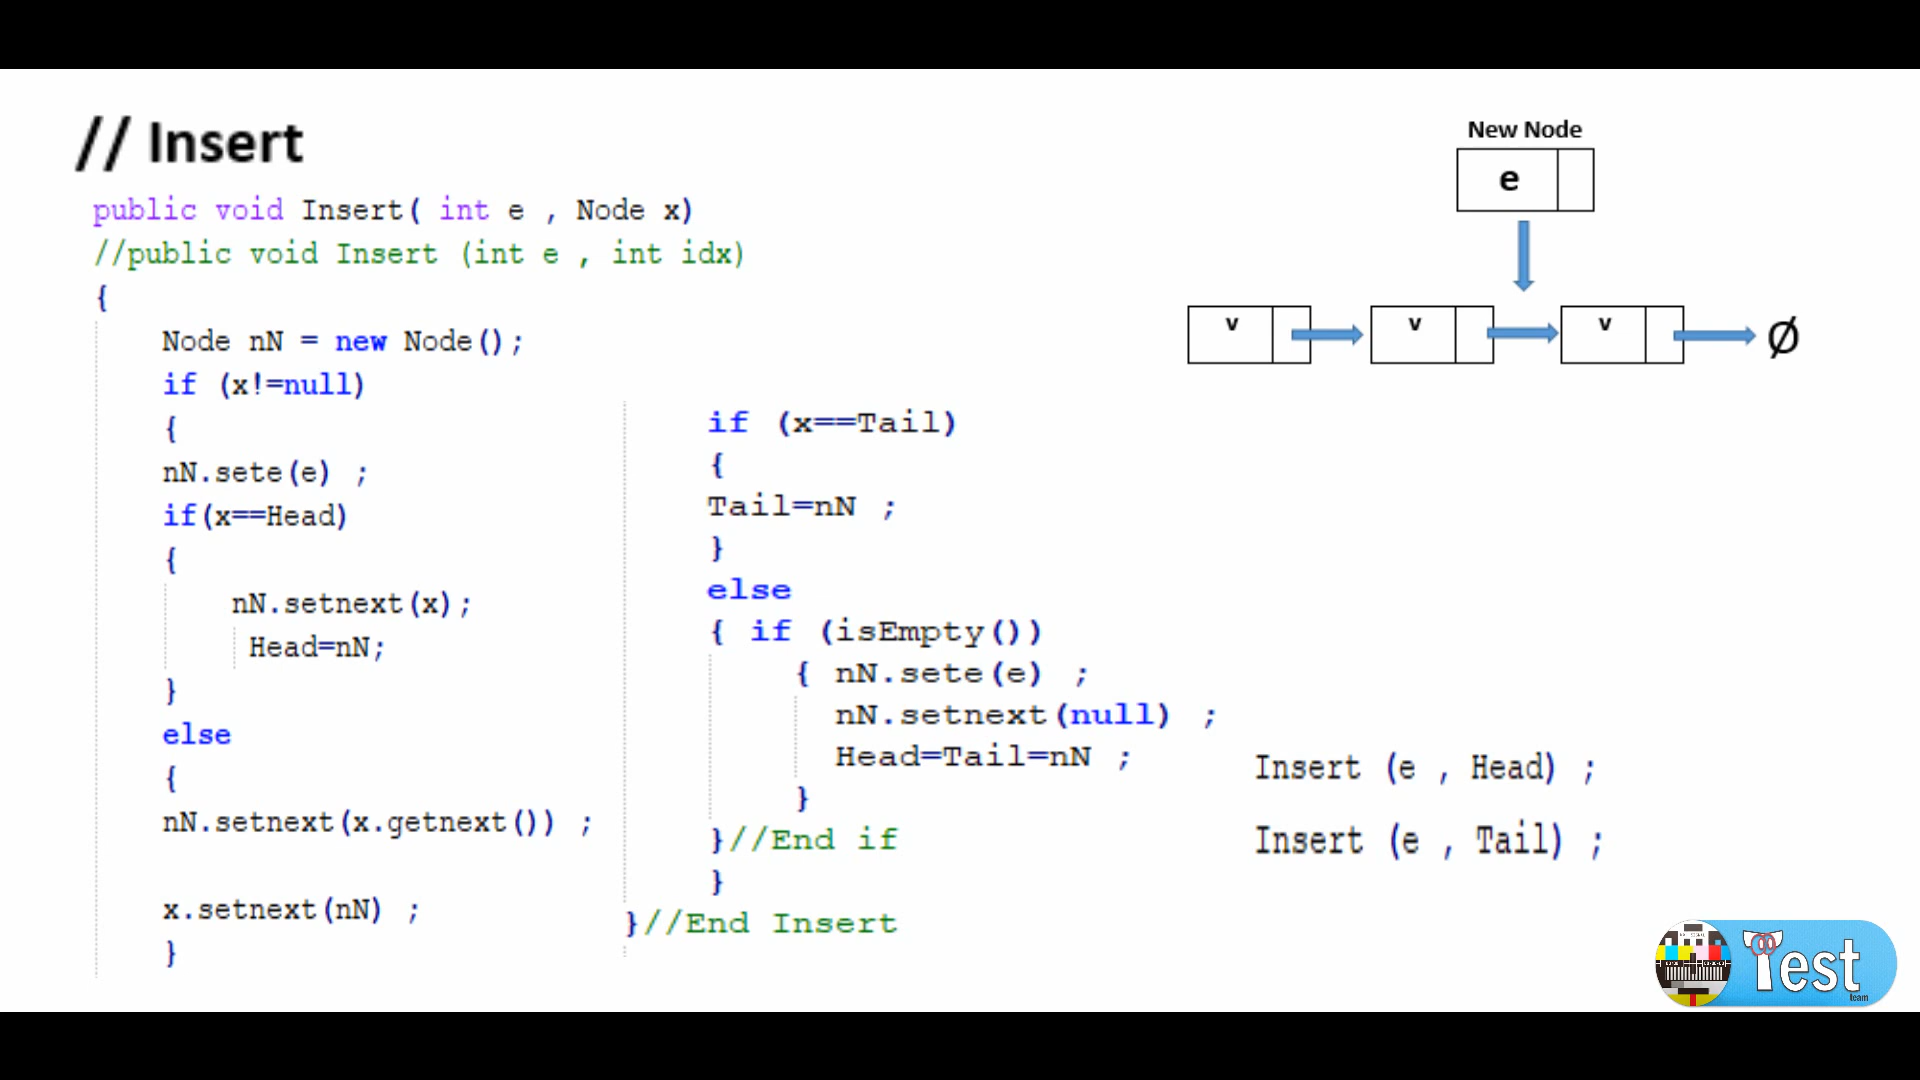 // Insert
public void Insert( int e , Node x)
//public void Insert (int e , int idx)
{
Node nN = new Node();
if (x!=null)
{
nN.sete(e) ;
if(x==Head)
{
nN.setnext(x);
Head=nN;
}
else
{
nN.setnext(x.getnext()) ;
x.setnext(nN) ;
}
if (x==Tail)
{
Tail=nN ;
}
else
{ if (isEmpty())
{ nN.sete(e) ;
nN.setnext(null) ;
Head=Tail=nN ;
}
}//End if
}
}//End Insert
New Node
e
v v v Ø
Insert (e , Head) ;
Insert (e , Tail) ;
Test
team